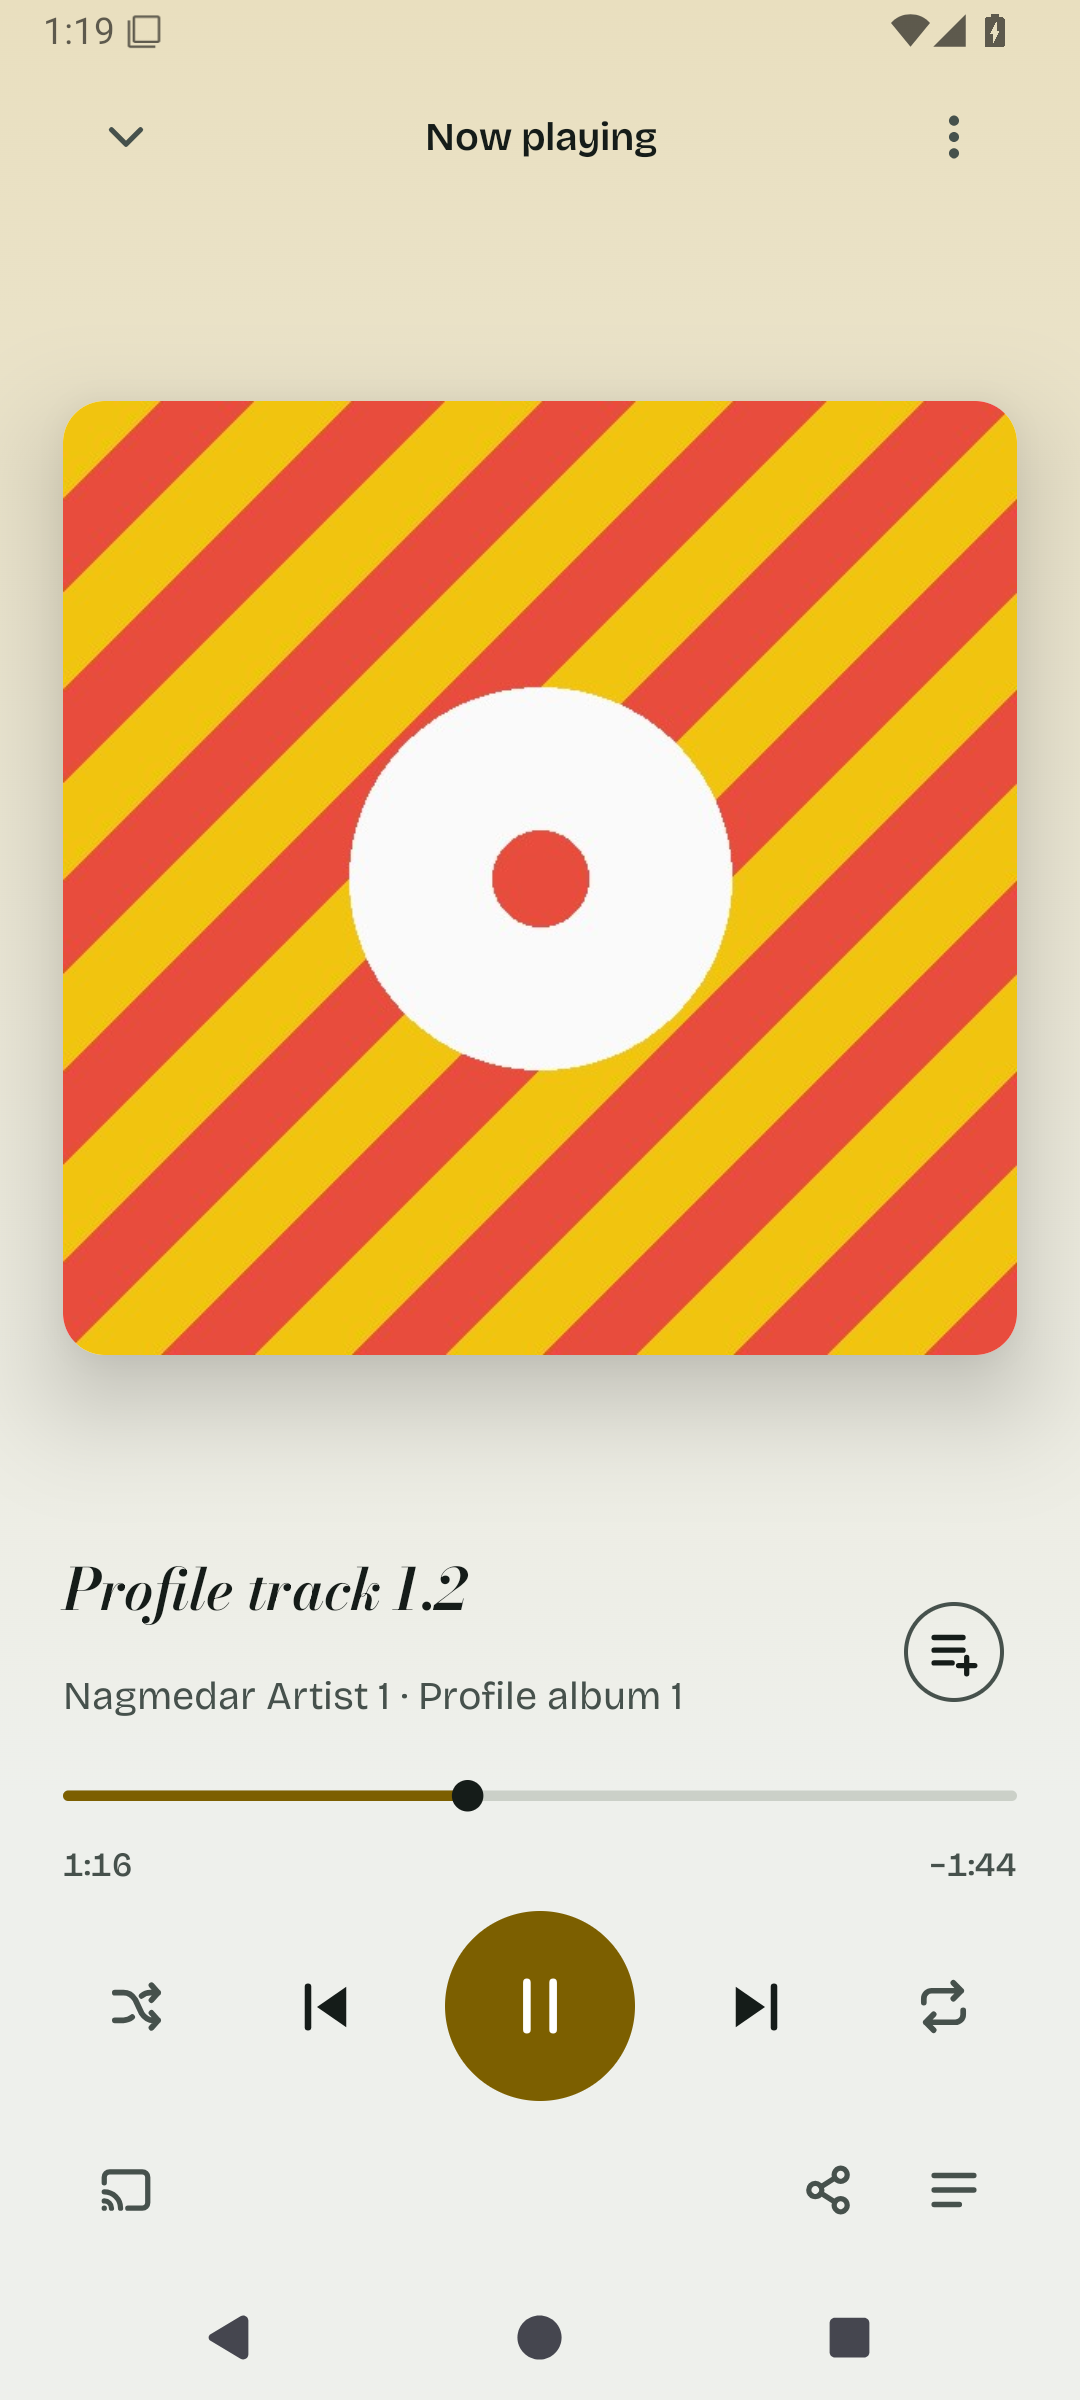 1:19
Now playing
Profile track 1.2
Nagmedar Artist 1 · Profile album 1
1:16
−1:44